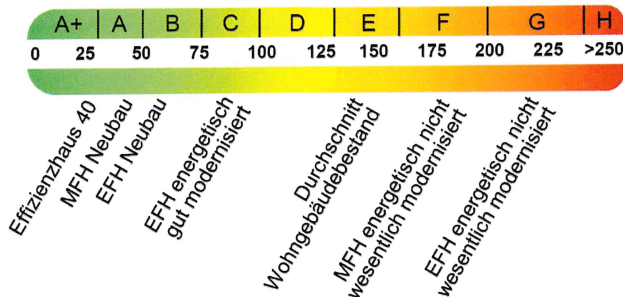 A+ A B C D E F G H
0 25 50 75 100 125 150 175 200 225 >250
Effizienzhaus 40
MFH Neubau
EFH Neubau
EFH energetisch
gut modernisiert
Durchschnitt
Wohngebäudebestand
MFH energetisch nicht
wesentlich modernisiert
EFH energetisch nicht
wesentlich modernisiert